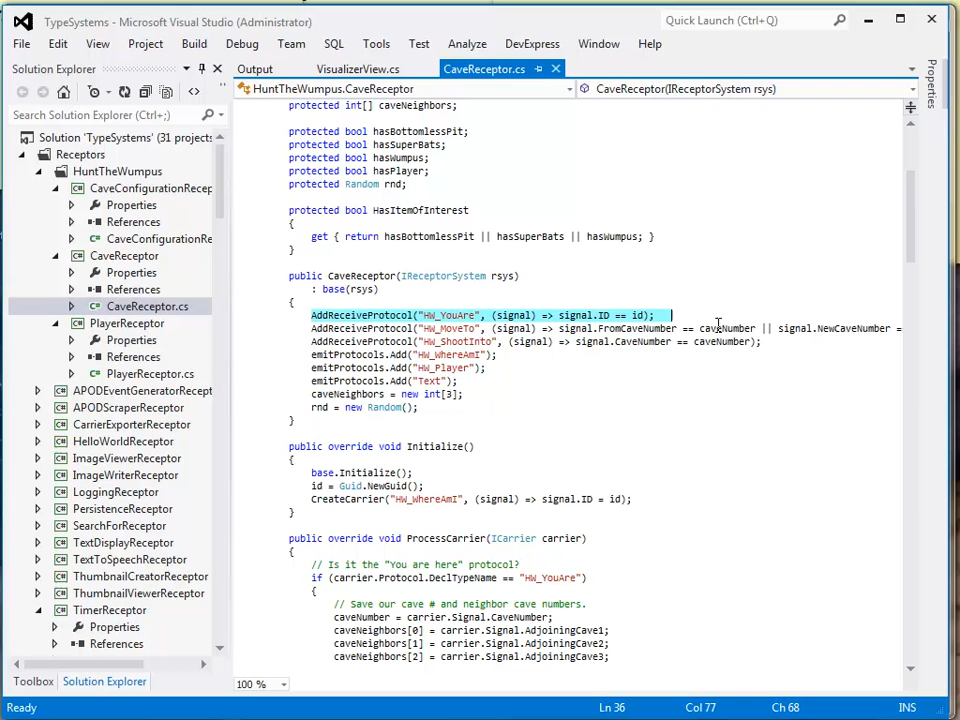 TypeSystems - Microsoft Visual Studio (Administrator)
Quick Launch (Ctrl+Q)
File Edit View Project Build Debug Team SQL Tools Test Analyze DevExpress Window Help
Solution Explorer
Output VisualizerView.cs CaveReceptor.cs
Properties
HuntTheWumpus.CaveReceptor CaveReceptor(IReceptorSystem rsys)
Search Solution Explorer (Ctrl+;)
Solution 'TypeSystems' (31 projects
Receptors
HuntTheWumpus
CaveConfigurationRecep
Properties
References
CaveConfigurationRe
CaveReceptor
Properties
References
CaveReceptor.cs
PlayerReceptor
Properties
References
PlayerReceptor.cs
APODEventGeneratorRecept
APODScraperReceptor
CarrierExporterReceptor
HelloWorldReceptor
ImageViewerReceptor
ImageWriterReceptor
LoggingReceptor
PersistenceReceptor
SearchForReceptor
TextDisplayReceptor
TextToSpeechReceptor
ThumbnailCreatorReceptor
ThumbnailViewerReceptor
TimerReceptor
Properties
References
Toolbox Solution Explorer
protected int[] caveNeighbors;
protected bool hasBottomlessPit;
protected bool hasSuperBats;
protected bool hasWumpus;
protected bool hasPlayer;
protected Random rnd;
protected bool HasItemOfInterest
{
get { return hasBottomlessPit || hasSuperBats || hasWumpus; }
}
public CaveReceptor(IReceptorSystem rsys)
: base(rsys)
{
AddReceiveProtocol("HW_YouAre", (signal) => signal.ID == id);
AddReceiveProtocol("HW_MoveTo", (signal) => signal.FromCaveNumber == caveNumber || signal.NewCaveNumber =
AddReceiveProtocol("HW_ShootInto", (signal) => signal.CaveNumber == caveNumber);
emitProtocols.Add("HW_WhereAmI");
emitProtocols.Add("HW_Player");
emitProtocols.Add("Text");
caveNeighbors = new int[3];
rnd = new Random();
}
public override void Initialize()
{
base.Initialize();
id = Guid.NewGuid();
CreateCarrier("HW_WhereAmI", (signal) => signal.ID = id);
}
public override void ProcessCarrier(ICarrier carrier)
{
// Is it the "You are here" protocol?
if (carrier.Protocol.DeclTypeName == "HW_YouAre")
{
// Save our cave # and neighbor cave numbers.
caveNumber = carrier.Signal.CaveNumber;
caveNeighbors[0] = carrier.Signal.AdjoiningCave1;
caveNeighbors[1] = carrier.Signal.AdjoiningCave2;
caveNeighbors[2] = carrier.Signal.AdjoiningCave3;
100 %
Ready Ln 36 Col 77 Ch 68 INS